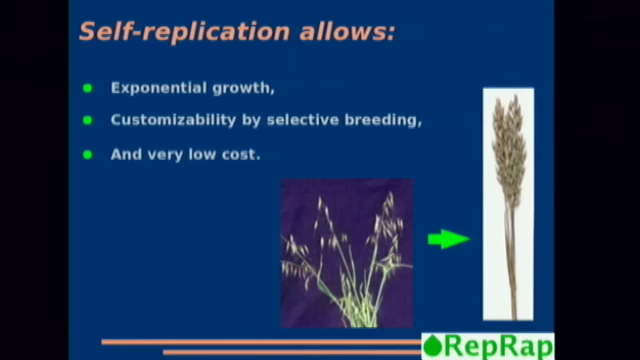 Self-replication allows:
Exponential growth,
Customizability by selective breeding,
And very low cost.
RepRap